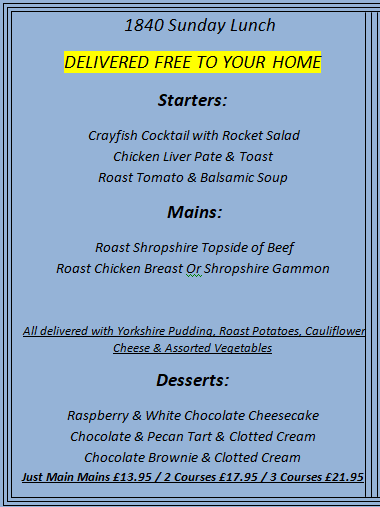 1840 Sunday Lunch
DELIVERED FREE TO YOUR HOME
Starters:
Crayfish Cocktail with Rocket Salad
Chicken Liver Pate & Toast
Roast Tomato & Balsamic Soup
Mains:
Roast Shropshire Topside of Beef
Roast Chicken Breast Or Shropshire Gammon
All delivered with Yorkshire Pudding, Roast Potatoes, Cauliflower
Cheese & Assorted Vegetables
Desserts:
Raspberry & White Chocolate Cheesecake
Chocolate & Pecan Tart & Clotted Cream
Chocolate Brownie & Clotted Cream
Just Main Mains £13.95 / 2 Courses £17.95 / 3 Courses £21.95